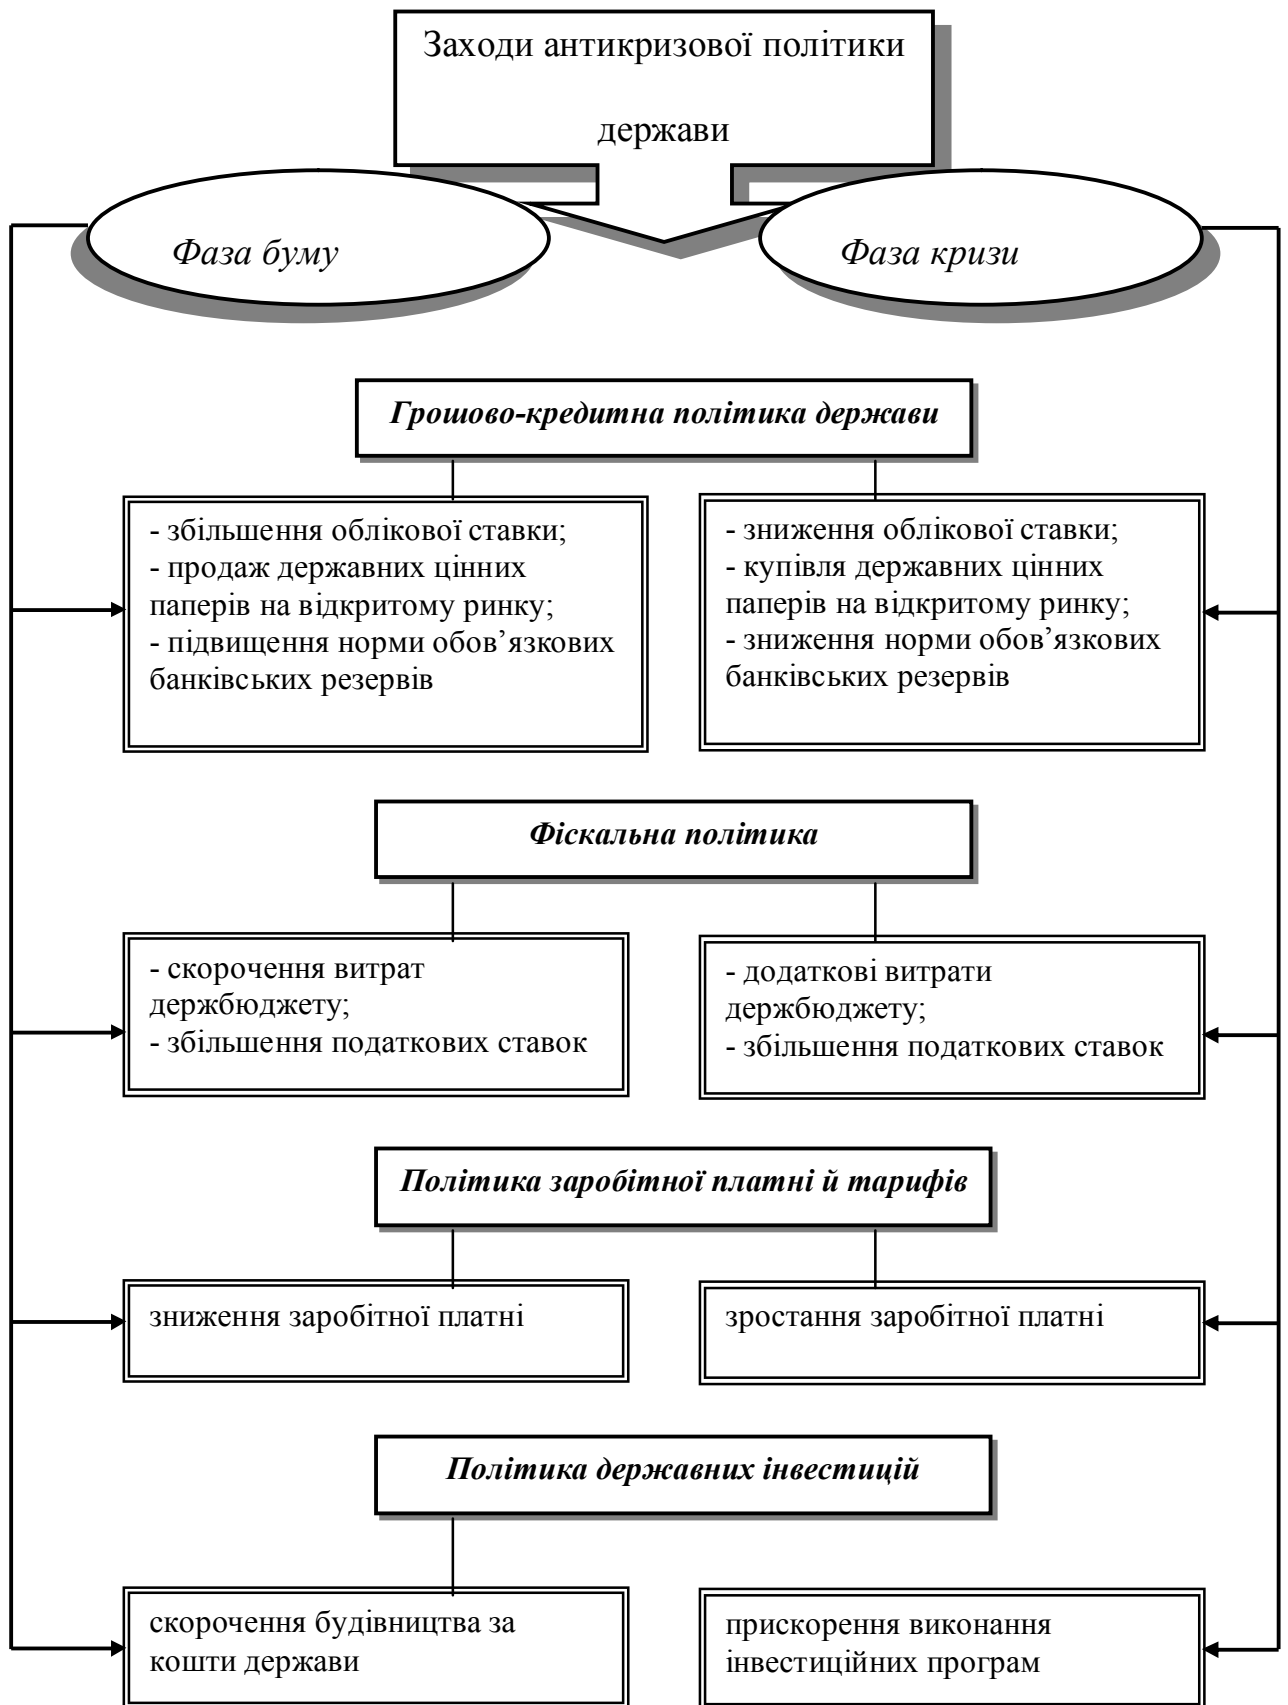 Заходи антикризової політики
держави
Фаза буму
Фаза кризи
Грошово-кредитна політика держави
- збільшення облікової ставки;
- продаж державних цінних
паперів на відкритому ринку;
- підвищення норми обов’язкових
банківських резервів
- зниження облікової ставки;
- купівля державних цінних
паперів на відкритому ринку;
- зниження норми обов’язкових
банківських резервів
Фіскальна політика
- скорочення витрат
держбюджету;
- збільшення податкових ставок
- додаткові витрати
держбюджету;
- збільшення податкових ставок
Політика заробітної платні й тарифів
зниження заробітної платні
зростання заробітної платні
Політика державних інвестицій
скорочення будівництва за
кошти держави
прискорення виконання
інвестиційних програм